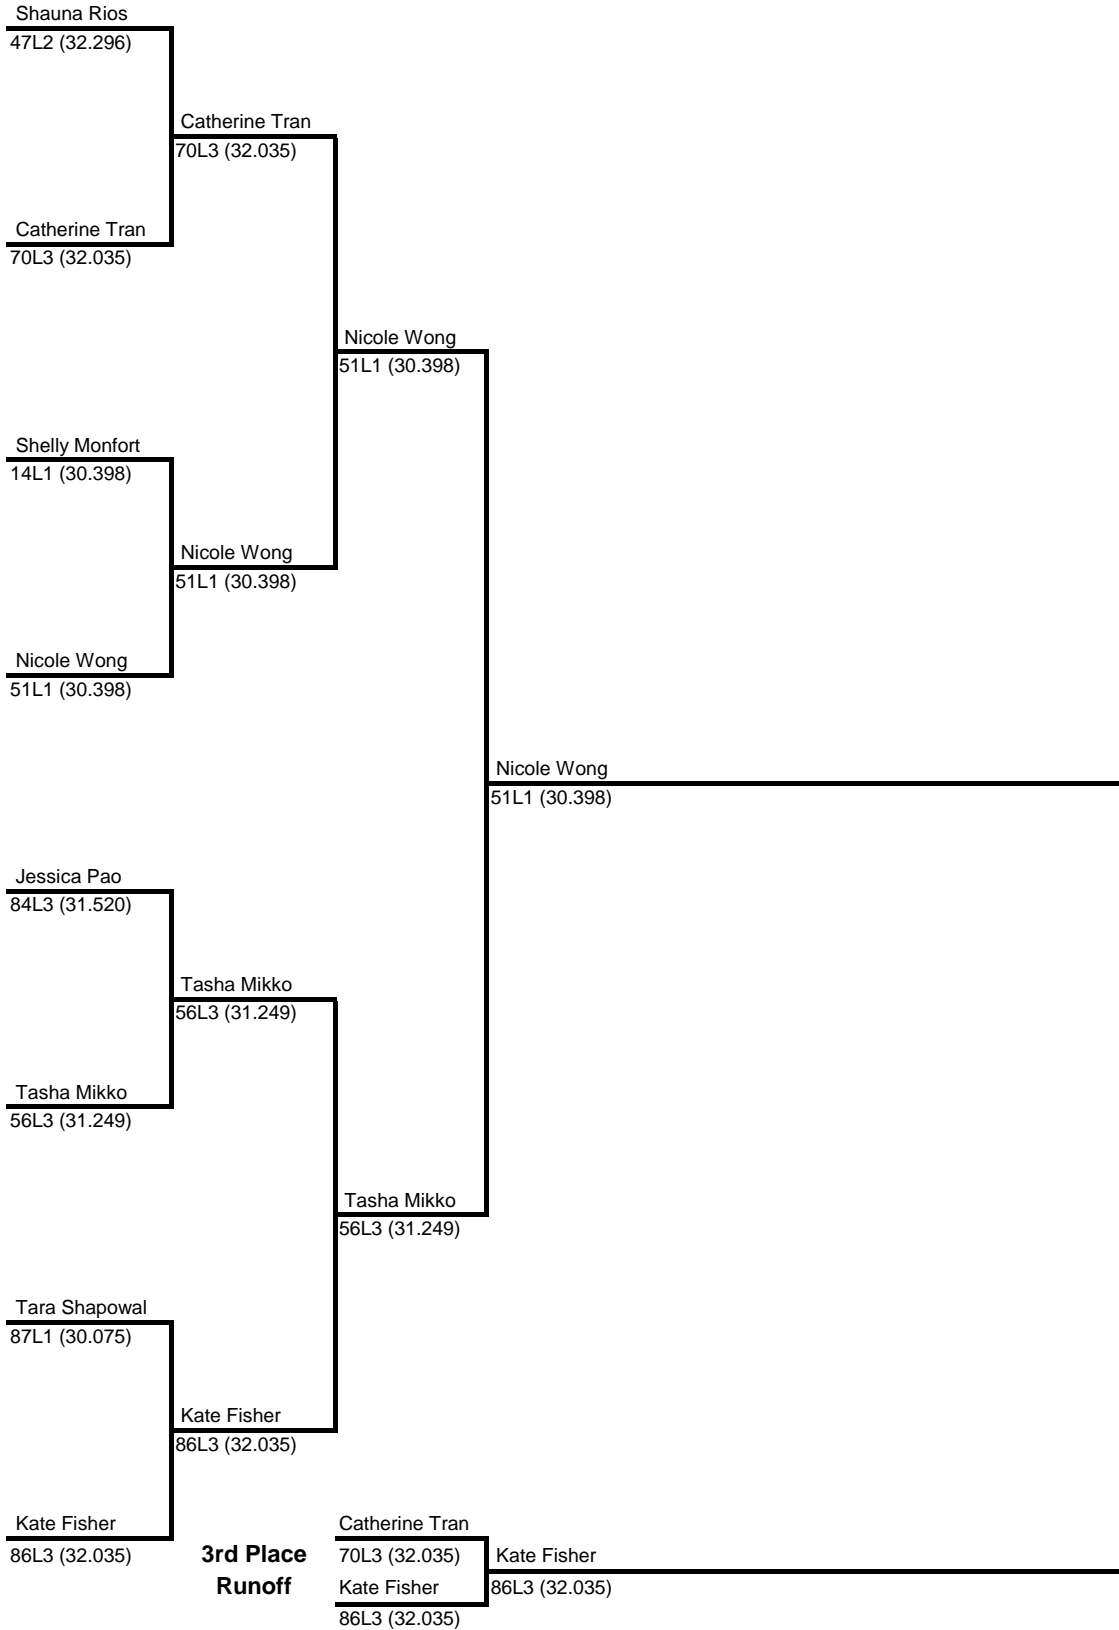 Shauna Rios
47L2 (32.296)
Catherine Tran
70L3 (32.035)
Catherine Tran
70L3 (32.035)
Nicole Wong
51L1 (30.398)
Shelly Monfort
14L1 (30.398)
Nicole Wong
51L1 (30.398)
Nicole Wong
51L1 (30.398)
Nicole Wong
51L1 (30.398)
Jessica Pao
84L3 (31.520)
Tasha Mikko
56L3 (31.249)
Tasha Mikko
56L3 (31.249)
Tasha Mikko
56L3 (31.249)
Tara Shapowal
87L1 (30.075)
Kate Fisher
86L3 (32.035)
Kate Fisher
86L3 (32.035)
3rd Place
Runoff
Catherine Tran
70L3 (32.035)
Kate Fisher
86L3 (32.035)
Kate Fisher
86L3 (32.035)